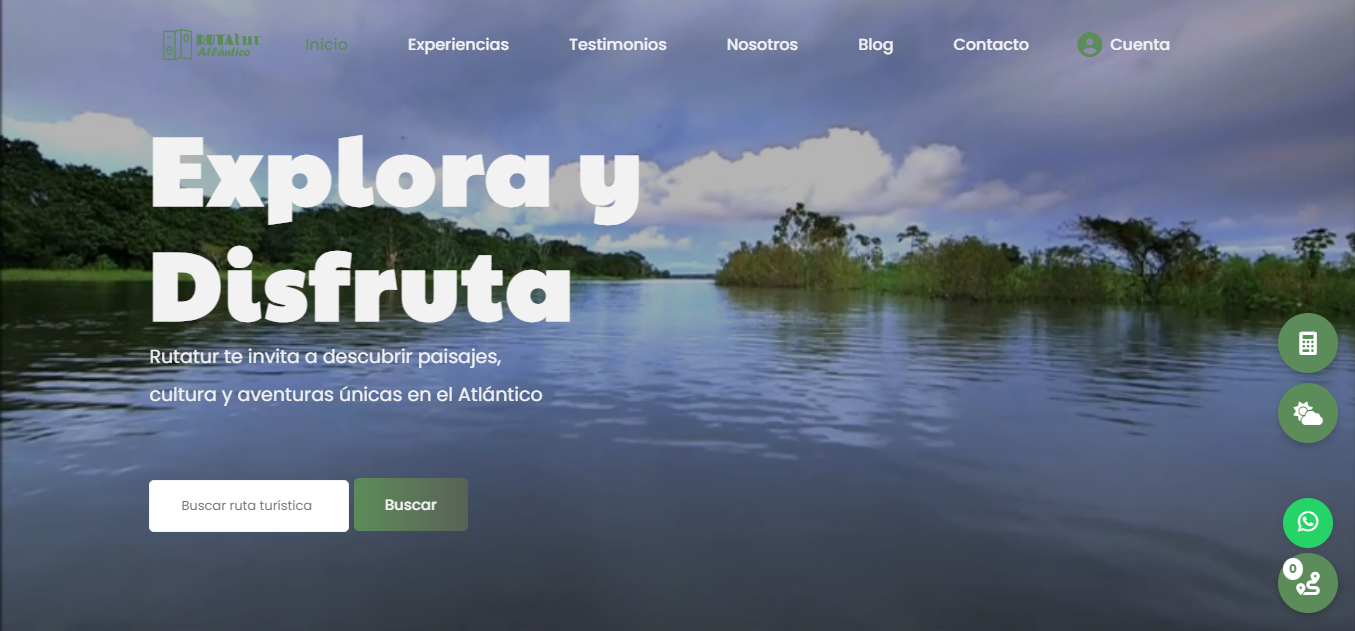 RUTATUR
Atlántico
Inicio
Experiencias
Testimonios
Nosotros
Blog
Contacto
Cuenta
Explora y
Disfruta
Rutatur te invita a descubrir paisajes,
cultura y aventuras únicas en el Atlántico
Buscar ruta turística
Buscar
0